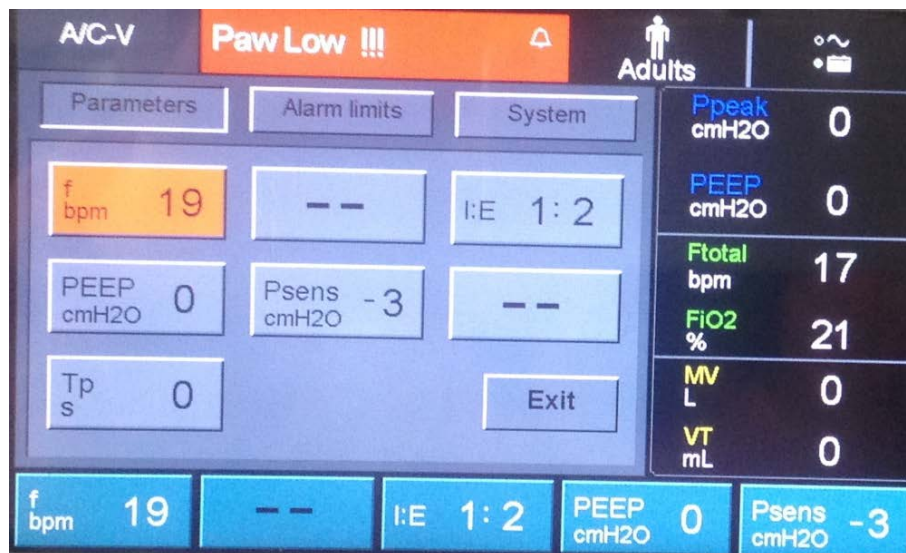 A/C-V Paw Low !!! Adults
Parameters Alarm limits System
f bpm 19 -- I:E 1:2
PEEP cmH2O 0 Psens cmH2O -3 --
Tp s 0 Exit
Ppeak cmH2O 0
PEEP cmH2O 0
Ftotal bpm 17
FiO2 % 21
MV L 0
VT mL 0
f bpm 19 -- I:E 1:2 PEEP cmH2O 0 Psens cmH2O -3